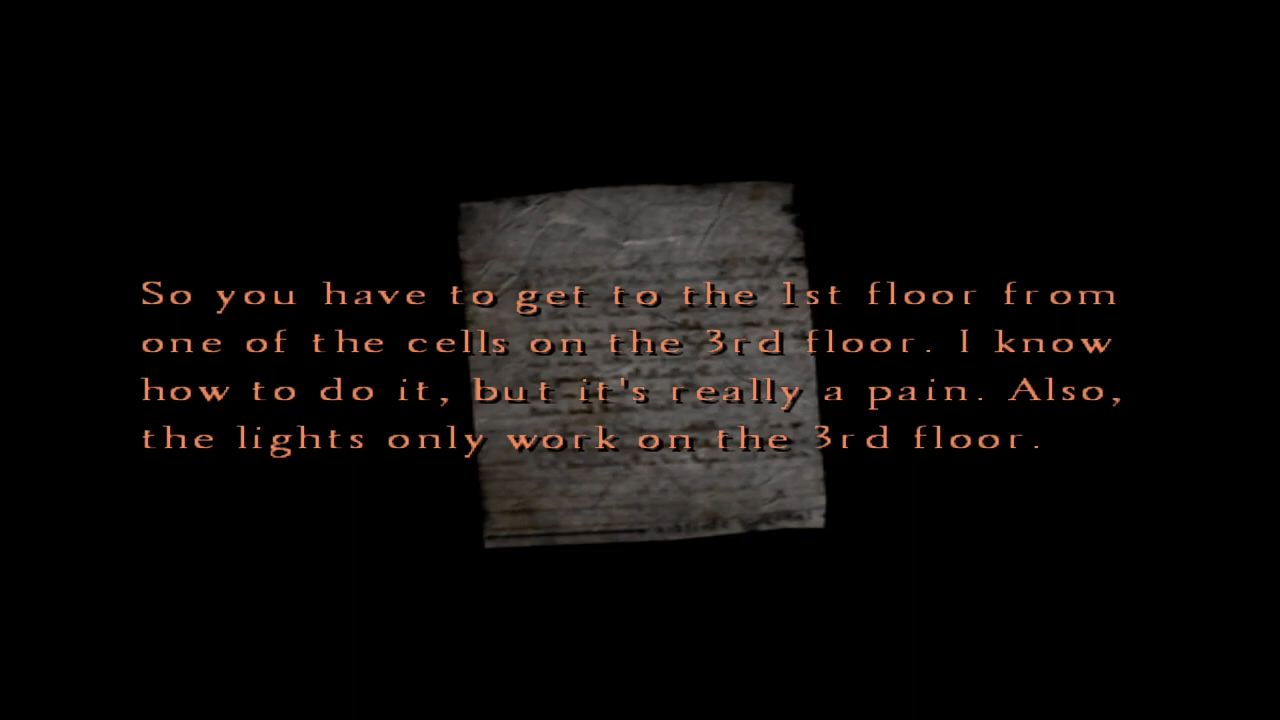 So you have to get to the 1st floor from
one of the cells on the 3rd floor. I know
how to do it, but it's really a pain. Also,
the lights only work on the 3rd floor.